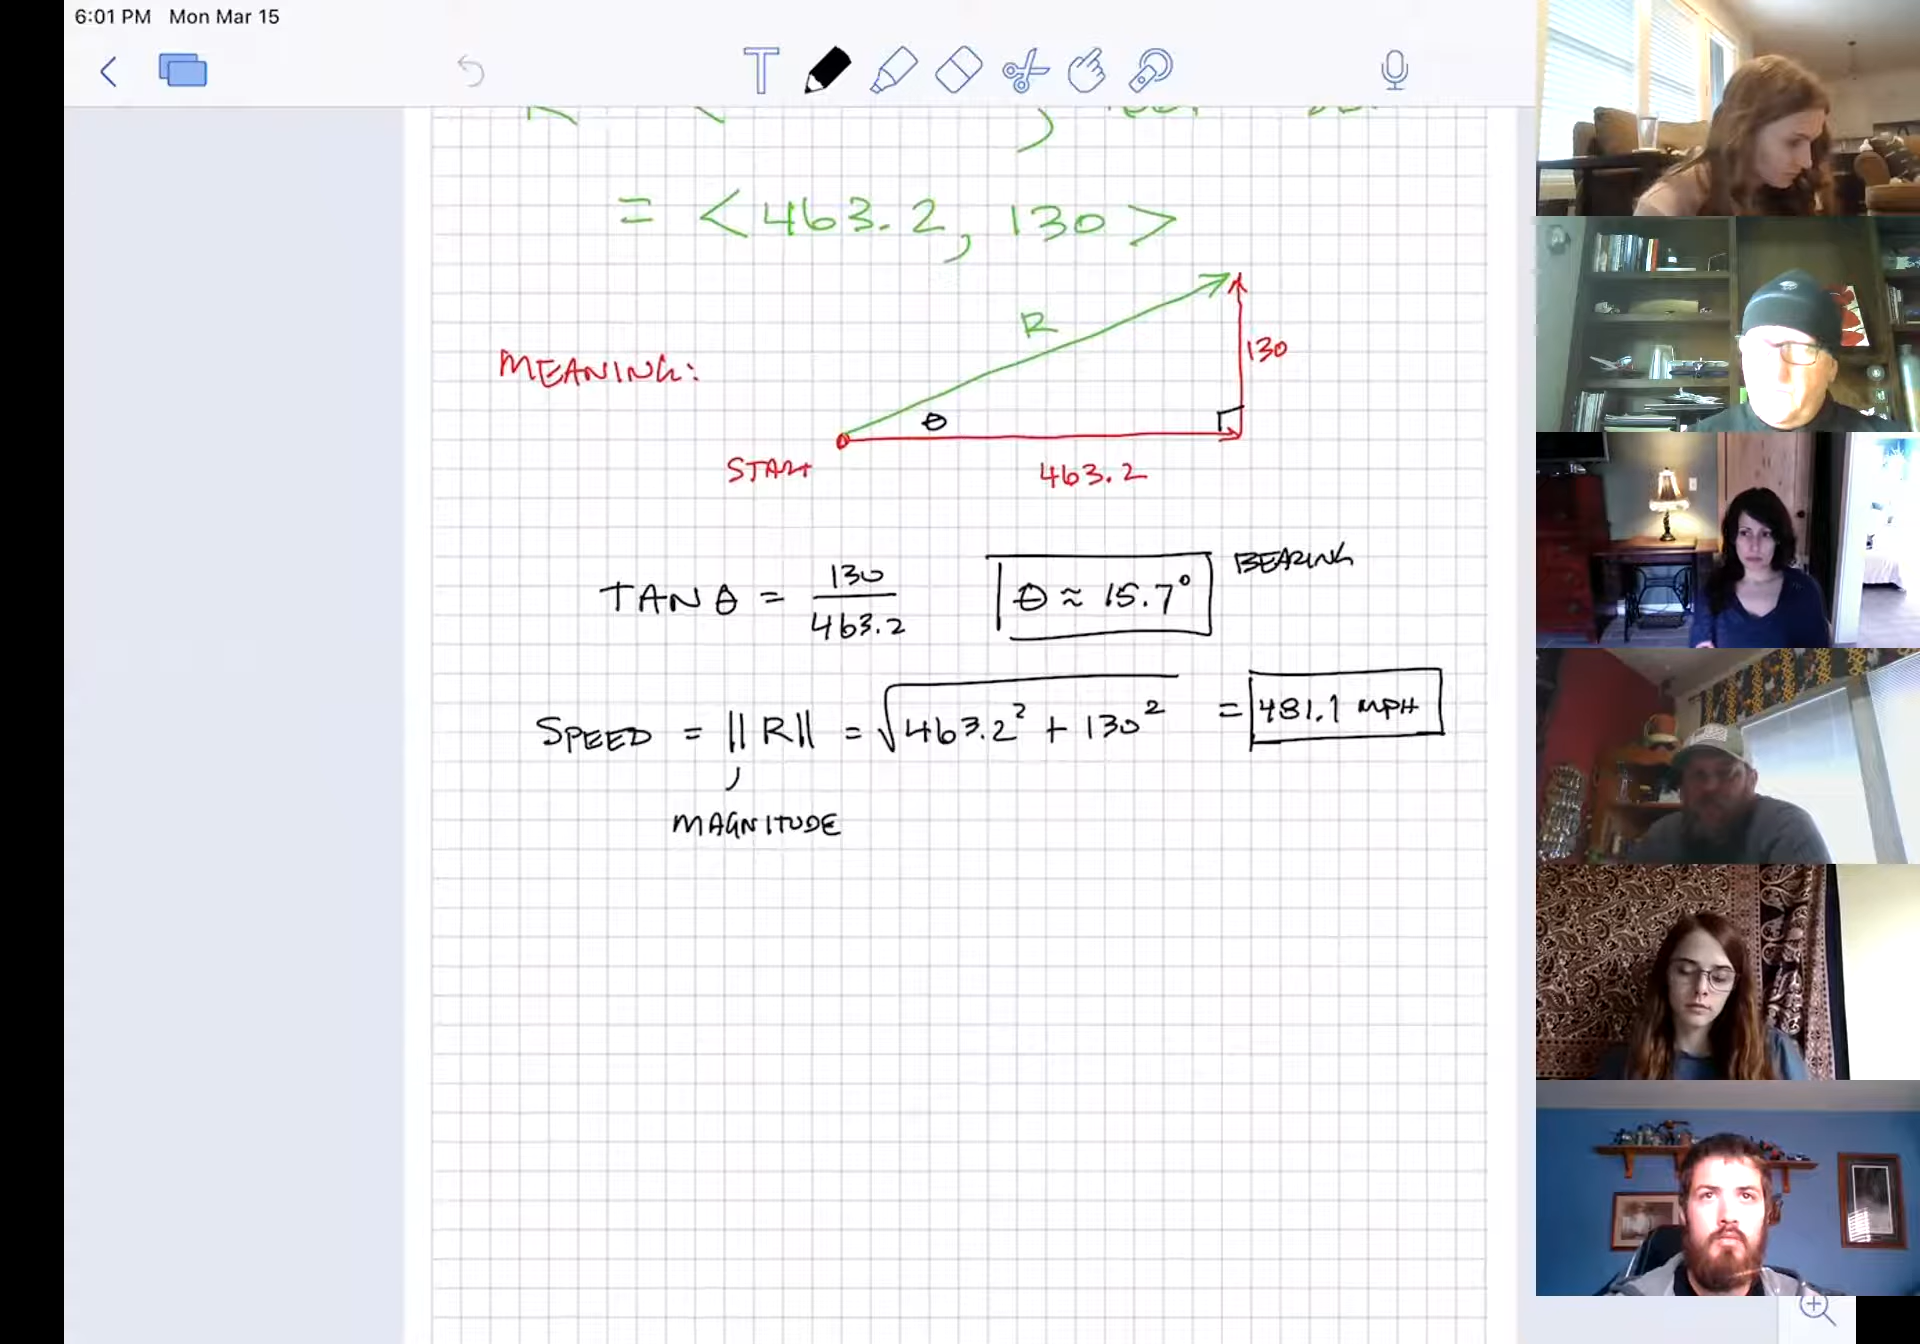 6:01 PM Mon Mar 15
= <463.2, 130>
R
130
MEANING:
θ
START
463.2
TAN θ = 130/463.2
θ ≈ 15.7°
BEARING
SPEED = ||R|| = √463.2² + 130² = 481.1 MPH
MAGNITUDE